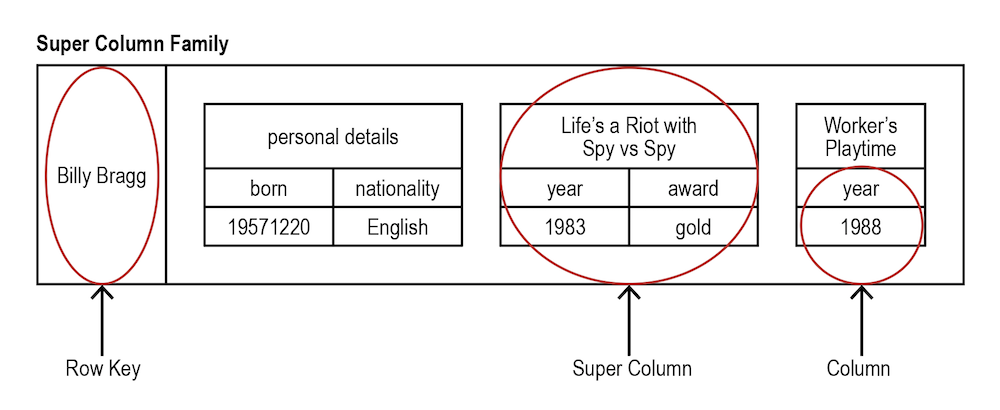 Super Column Family
Billy Bragg
personal details
born nationality
19571220 English
Life's a Riot with
Spy vs Spy
year award
1983 gold
Worker's
Playtime
year
1988
Row Key
Super Column
Column